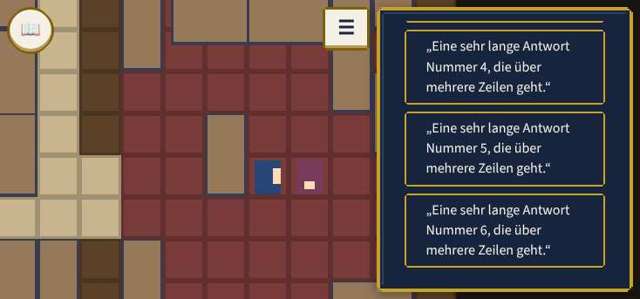 „Eine sehr lange Antwort
Nummer 4, die über
mehrere Zeilen geht.“
„Eine sehr lange Antwort
Nummer 5, die über
mehrere Zeilen geht.“
„Eine sehr lange Antwort
Nummer 6, die über
mehrere Zeilen geht.“